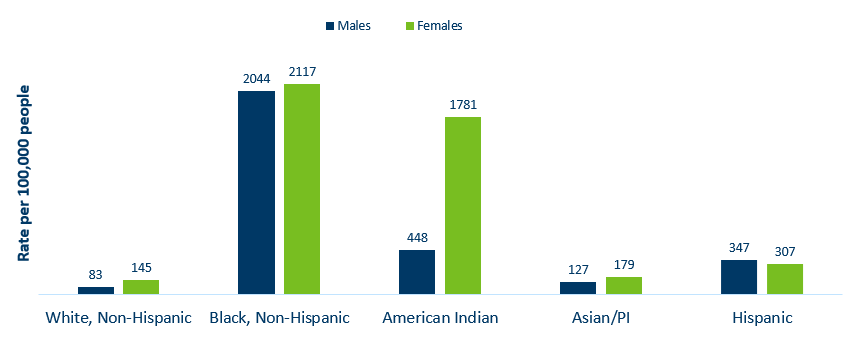 Males Females
Rate per 100,000 people
2044 2117
1781
448
347 307
83 145 127 179
White, Non-Hispanic Black, Non-Hispanic American Indian Asian/PI Hispanic